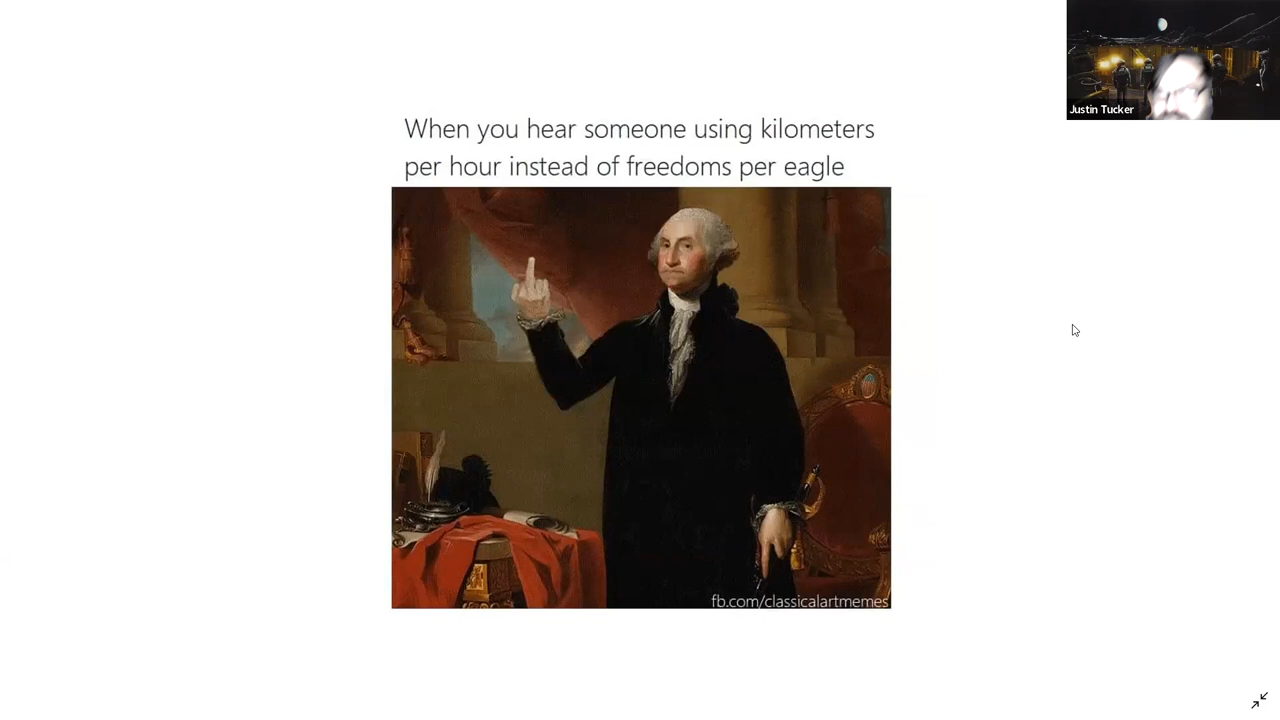 Justin Tucker
When you hear someone using kilometers
per hour instead of freedoms per eagle
fb.com/classicalartmemes